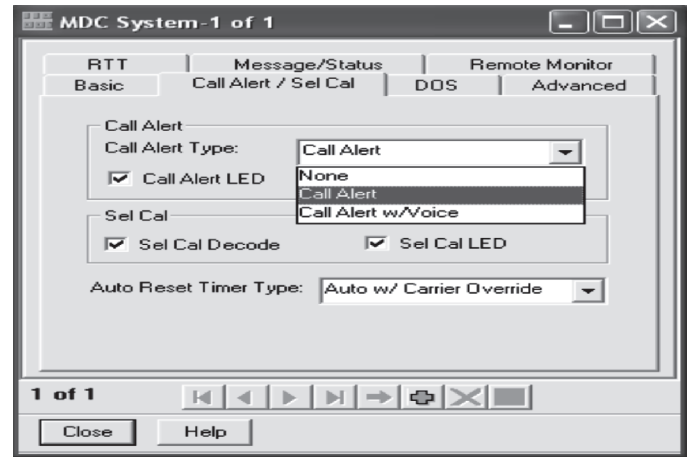 MDC System-1 of 1
RTT Message/Status Remote Monitor
Basic Call Alert / Sel Cal DOS Advanced
Call Alert
Call Alert Type: Call Alert
None
Call Alert LED
Call Alert
Call Alert w/Voice
Sel Cal
Sel Cal Decode Sel Cal LED
Auto Reset Timer Type: Auto w/ Carrier Override
1 of 1
Close Help